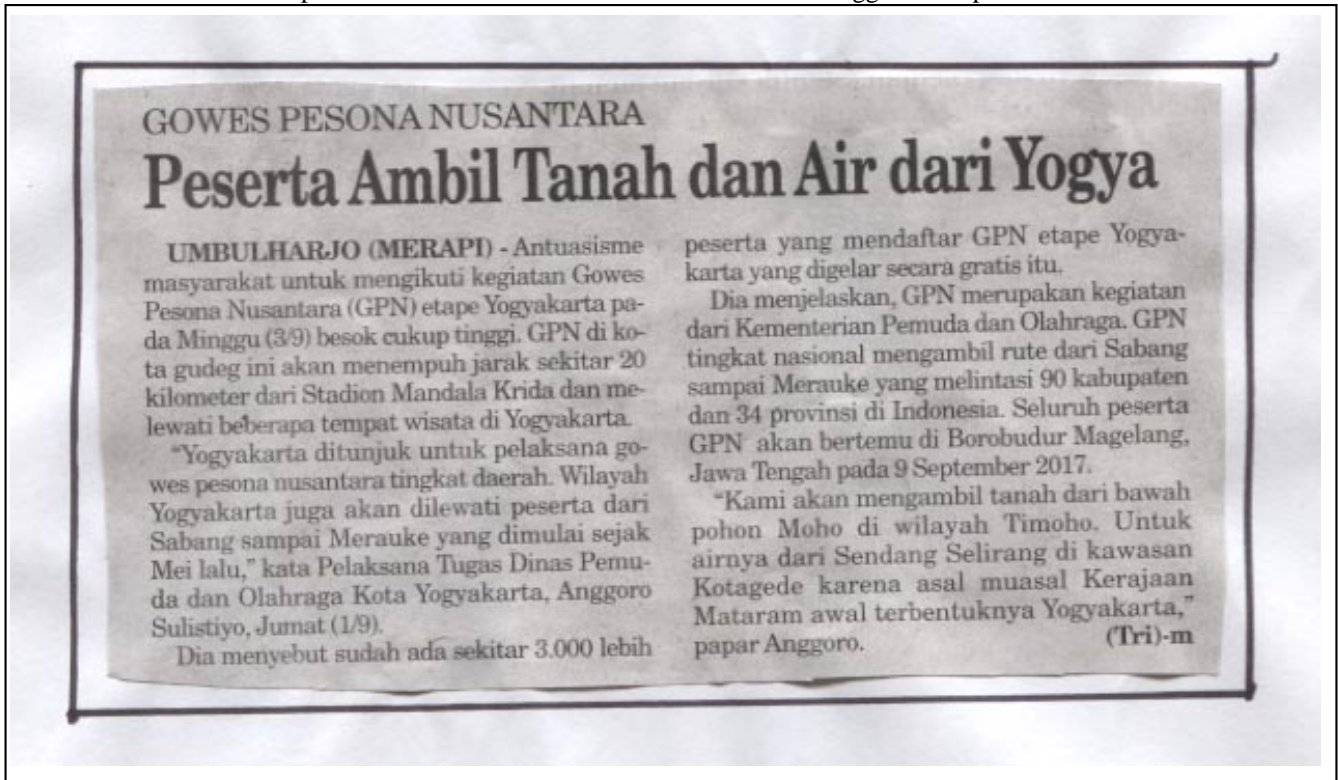 GOWES PESONA NUSANTARA
Peserta Ambil Tanah dan Air dari Yogya
UMBULHARJO (MERAPI) - Antuasisme
masyarakat untuk mengikuti kegiatan Gowes
Pesona Nusantara (GPN) etape Yogyakarta pa-
da Minggu (3/9) besok cukup tinggi. GPN di ko-
ta gudeg ini akan menempuh jarak sekitar 20
kilometer dari Stadion Mandala Krida dan me-
lewati beberapa tempat wisata di Yogyakarta.
"Yogyakarta ditunjuk untuk pelaksana go-
wes pesona nusantara tingkat daerah. Wilayah
Yogyakarta juga akan dilewati peserta dari
Sabang sampai Merauke yang dimulai sejak
Mei lalu," kata Pelaksana Tugas Dinas Pemu-
da dan Olahraga Kota Yogyakarta, Anggoro
Sulistiyo, Jumat (1/9).
Dia menyebut sudah ada sekitar 3.000 lebih
peserta yang mendaftar GPN etape Yogya-
karta yang digelar secara gratis itu.
Dia menjelaskan, GPN merupakan kegiatan
dari Kementerian Pemuda dan Olahraga. GPN
tingkat nasional mengambil rute dari Sabang
sampai Merauke yang melintasi 90 kabupaten
dan 34 provinsi di Indonesia. Seluruh peserta
GPN akan bertemu di Borobudur Magelang,
Jawa Tengah pada 9 September 2017.
"Kami akan mengambil tanah dari bawah
pohon Moho di wilayah Timoho. Untuk
airnya dari Sendang Selirang di kawasan
Kotagede karena asal muasal Kerajaan
Mataram awal terbentuknya Yogyakarta,"
papar Anggoro. (Tri)-m